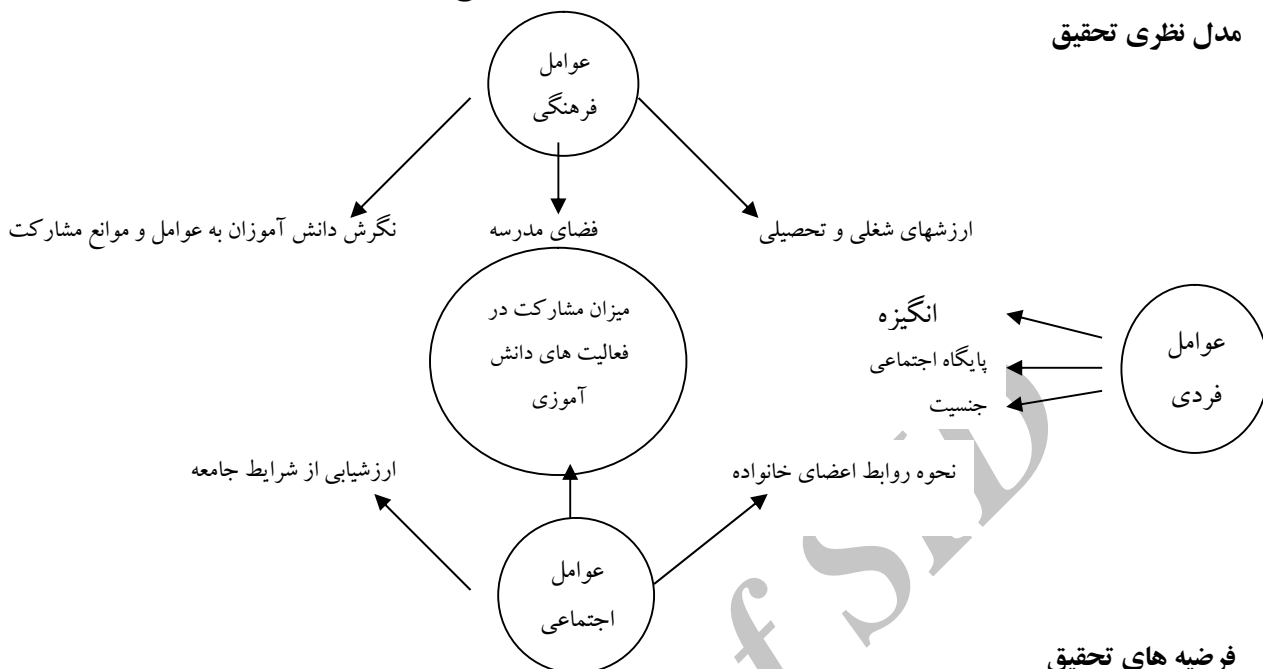 مدل نظری تحقیق
عوامل
فرهنگی
ارزشهای شغلی و تحصیلی
فضای مدرسه
نگرش دانش آموزان به عوامل و موانع مشارکت
میزان مشارکت در
فعالیت های دانش
آموزی
عوامل
فردی
انگیزه
پایگاه اجتماعی
جنسیت
نحوه روابط اعضای خانواده
ارزشیابی از شرایط جامعه
عوامل
اجتماعی
فرضیه های تحقیق